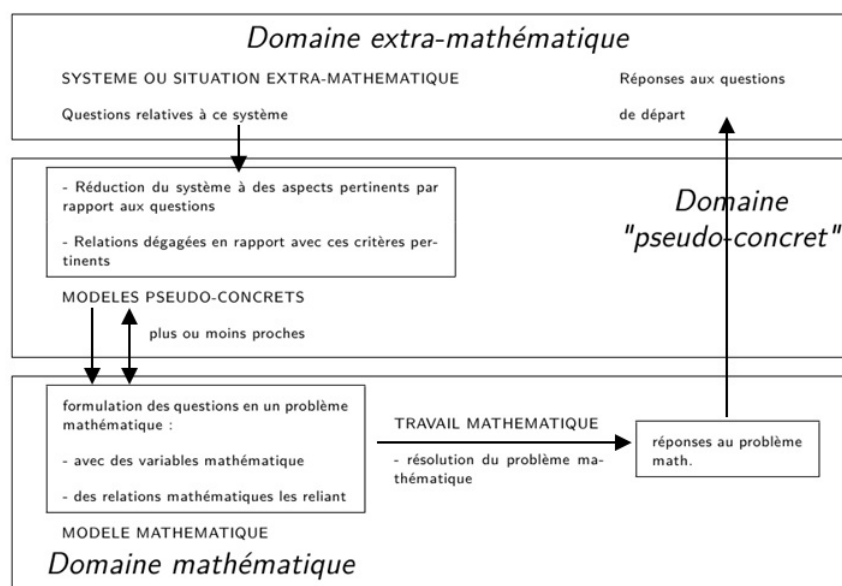 Domaine extra-mathématique
SYSTEME OU SITUATION EXTRA-MATHEMATIQUE
Questions relatives à ce système
Réponses aux questions
de départ
- Réduction du système à des aspects pertinents par
rapport aux questions
- Relations dégagées en rapport avec ces critères per-
tinents
Domaine
"pseudo-concret"
MODELES PSEUDO-CONCRETS
plus ou moins proches
formulation des questions en un problème
mathématique :
- avec des variables mathématique
- des relations mathématiques les reliant
TRAVAIL MATHEMATIQUE
- résolution du problème ma-
thématique
réponses au problème
math.
MODELE MATHEMATIQUE
Domaine mathématique